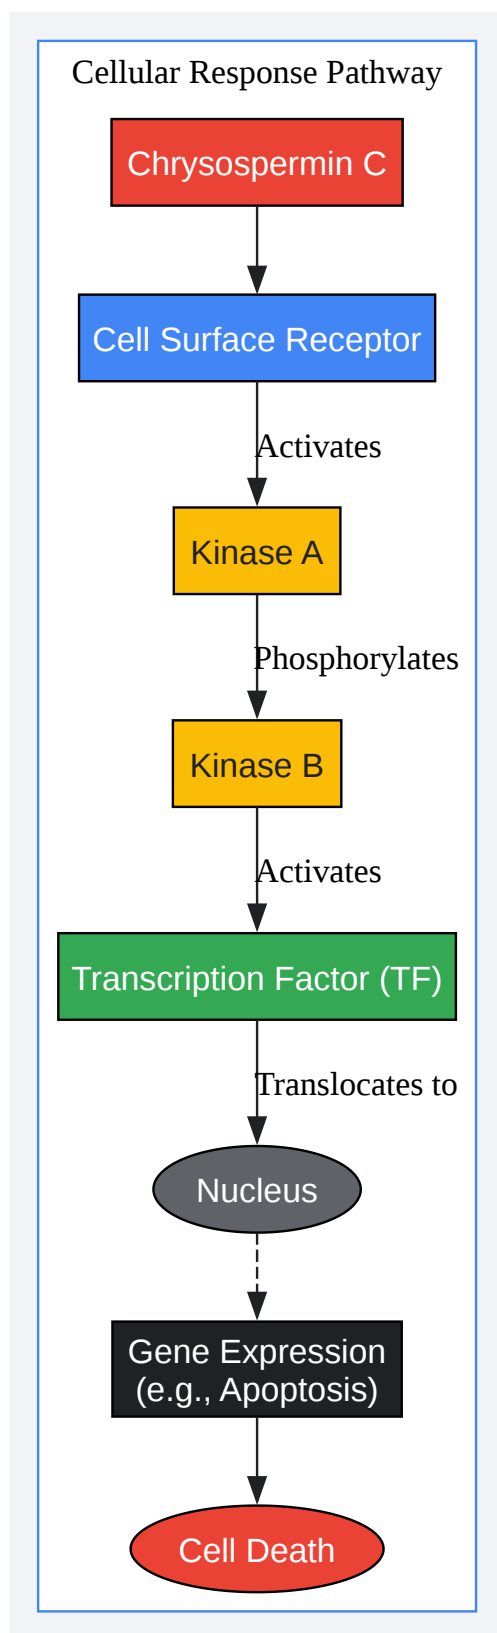 Cellular Response Pathway
Chrysospermin C
Cell Surface Receptor
Activates
Kinase A
Phosphorylates
Kinase B
Activates
Transcription Factor (TF)
Translocates to
Nucleus
Gene Expression
(e.g., Apoptosis)
Cell Death